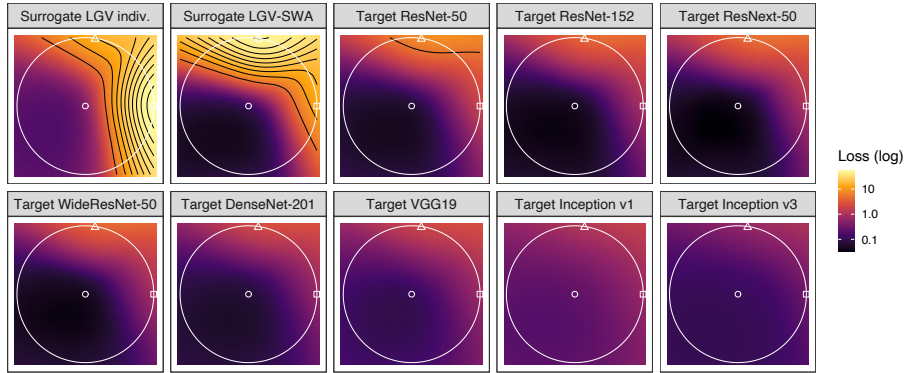 Surrogate LGV indiv.
Surrogate LGV-SWA
Target ResNet-50
Target ResNet-152
Target ResNext-50
Target WideResNet-50
Target DenseNet-201
Target VGG19
Target Inception v1
Target Inception v3
Loss (log)
10
1.0
0.1